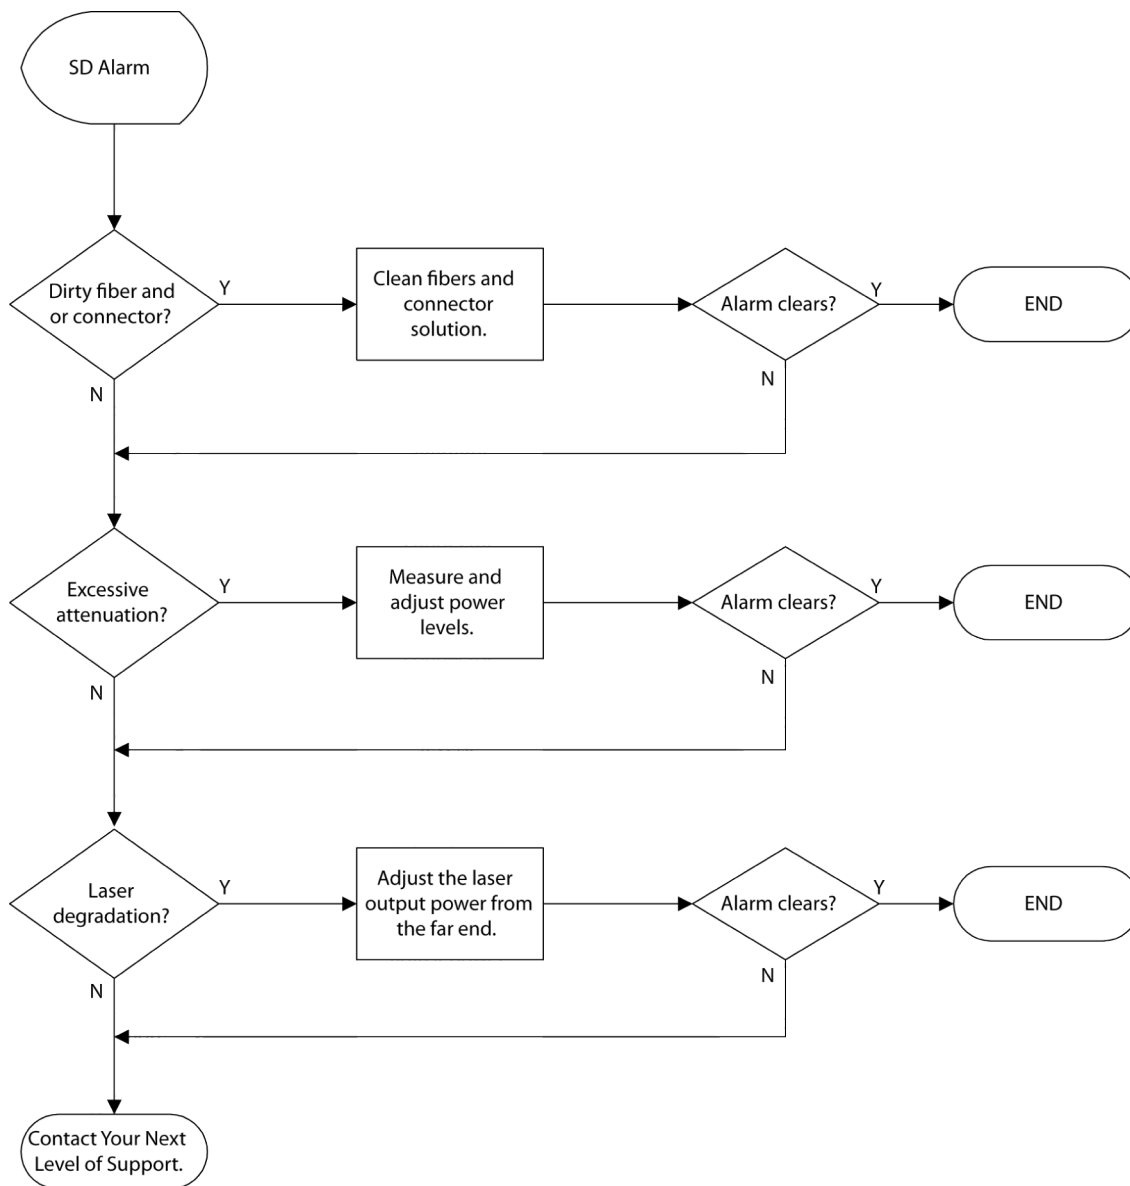 SD Alarm
Dirty fiber and
or connector?
Y
Clean fibers and
connector
solution.
Alarm clears?
Y
END
N
N
Excessive
attenuation?
Y
Measure and
adjust power
levels.
Alarm clears?
Y
END
N
N
Laser
degradation?
Y
Adjust the laser
output power from
the far end.
Alarm clears?
Y
END
N
N
Contact Your Next
Level of Support.